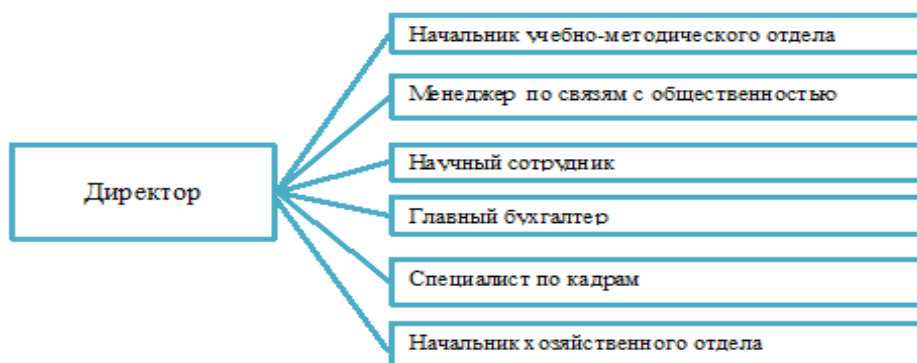 Директор
Начальник учебно-методического отдела
Менеджер по связям с общественностью
Научный сотрудник
Главный бухгалтер
Специалист по кадрам
Начальник хозяйственного отдела